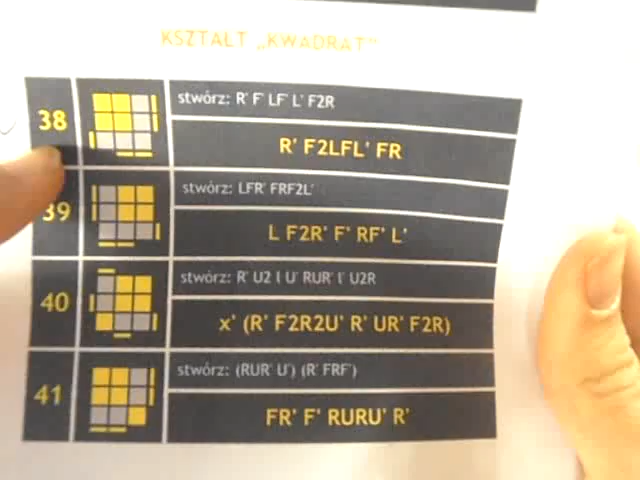 KSZTAŁT „KWADRAT"
38
stwórz: R' F' LF' L' F2R
R' F2LFL' FR
39
stwórz: LFR' FRF2L'
L F2R' F' RF' L'
40
stwórz: R' U2 l U' RUR' l' U2R
x' (R' F2R2U' R' UR' F2R)
41
stwórz: (RUR' U') (R' FRF')
FR' F' RURU' R'